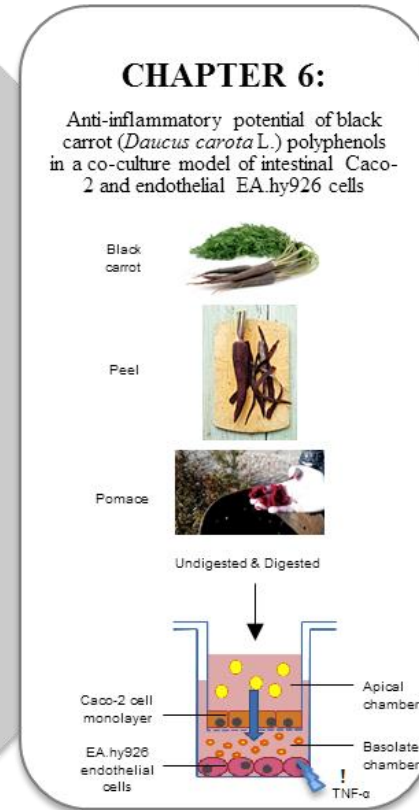 CHAPTER 6:
Anti-inflammatory potential of black
carrot (Daucus carota L.) polyphenols
in a co-culture model of intestinal Caco-
2 and endothelial EA.hy926 cells
Black
carrot
Peel
Pomace
Undigested & Digested
Caco-2 cell
monolayer
Apical
chamber
EA.hy926
endothelial
cells
Basolateral
chamber
!
TNF-α